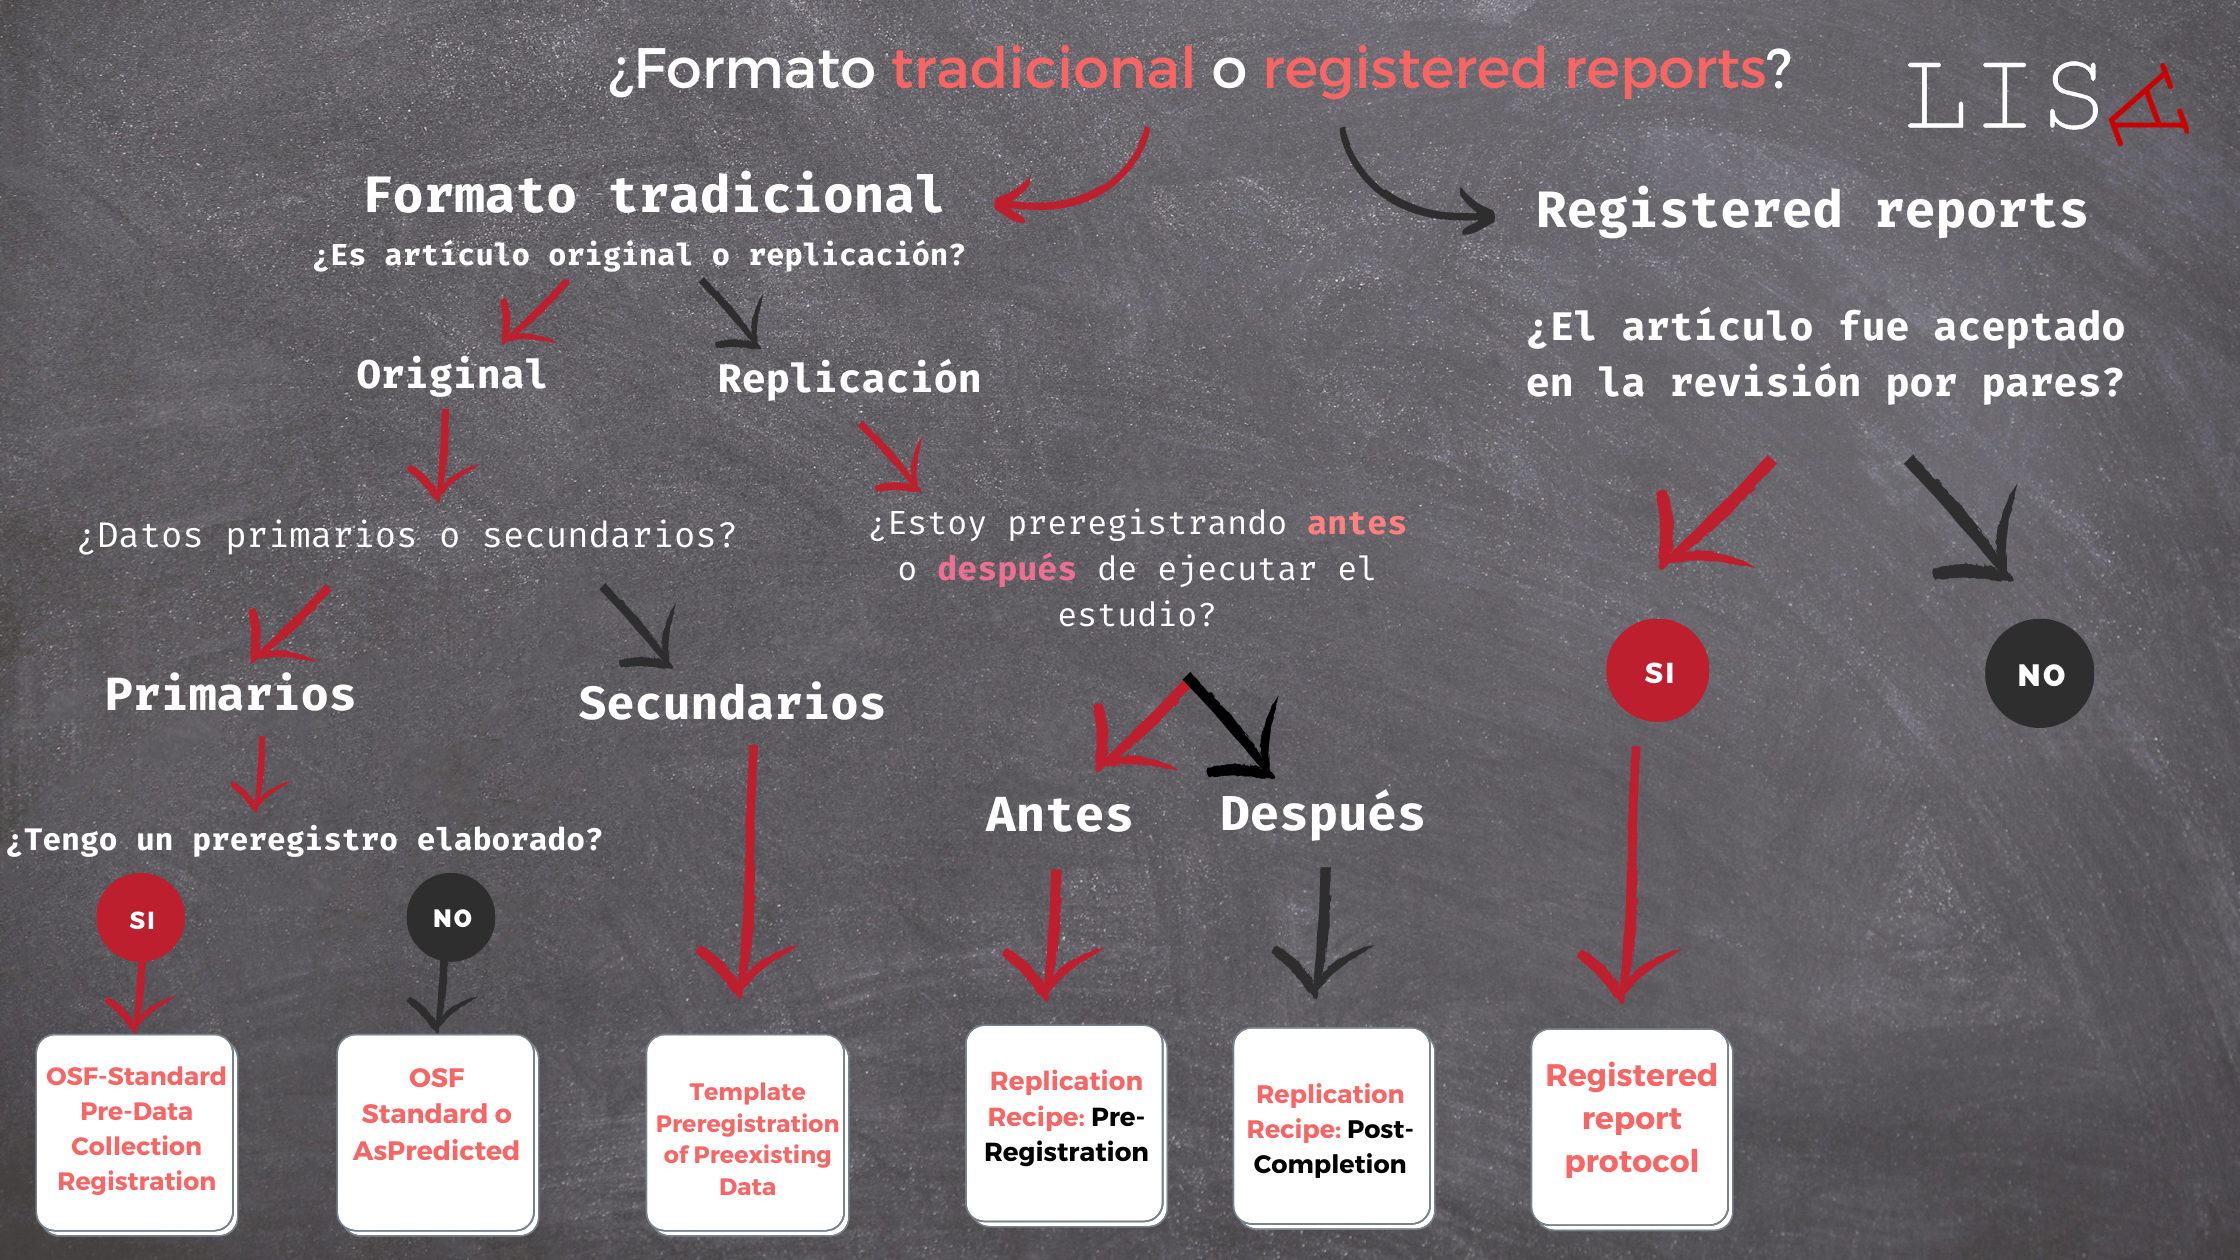 ¿Formato tradicional o registered reports?
LISA
Formato tradicional
¿Es artículo original o replicación?
Original
Replicación
¿Datos primarios o secundarios?
Primarios
Secundarios
¿Tengo un preregistro elaborado?
SI
NO
¿Estoy preregistrando antes
o después de ejecutar el
estudio?
Antes
Después
Registered reports
¿El artículo fue aceptado
en la revisión por pares?
SI
NO
OSF-Standard
Pre-Data
Collection
Registration
OSF
Standard o
AsPredicted
Template
Preregistration
of Preexisting
Data
Replication
Recipe: Pre-
Registration
Replication
Recipe: Post-
Completion
Registered
report
protocol